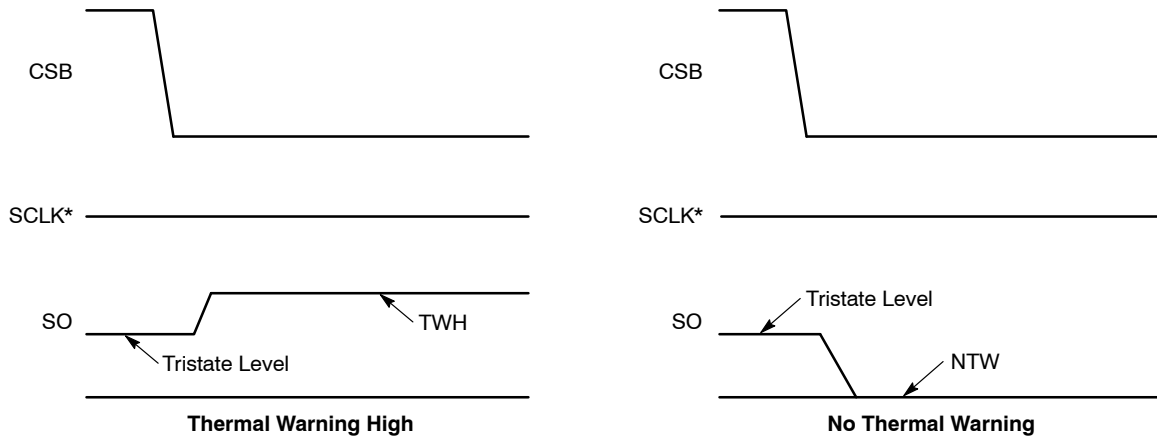 CSB
SCLK*
SO
TWH
Tristate Level
Thermal Warning High
CSB
SCLK*
SO
Tristate Level
NTW
No Thermal Warning